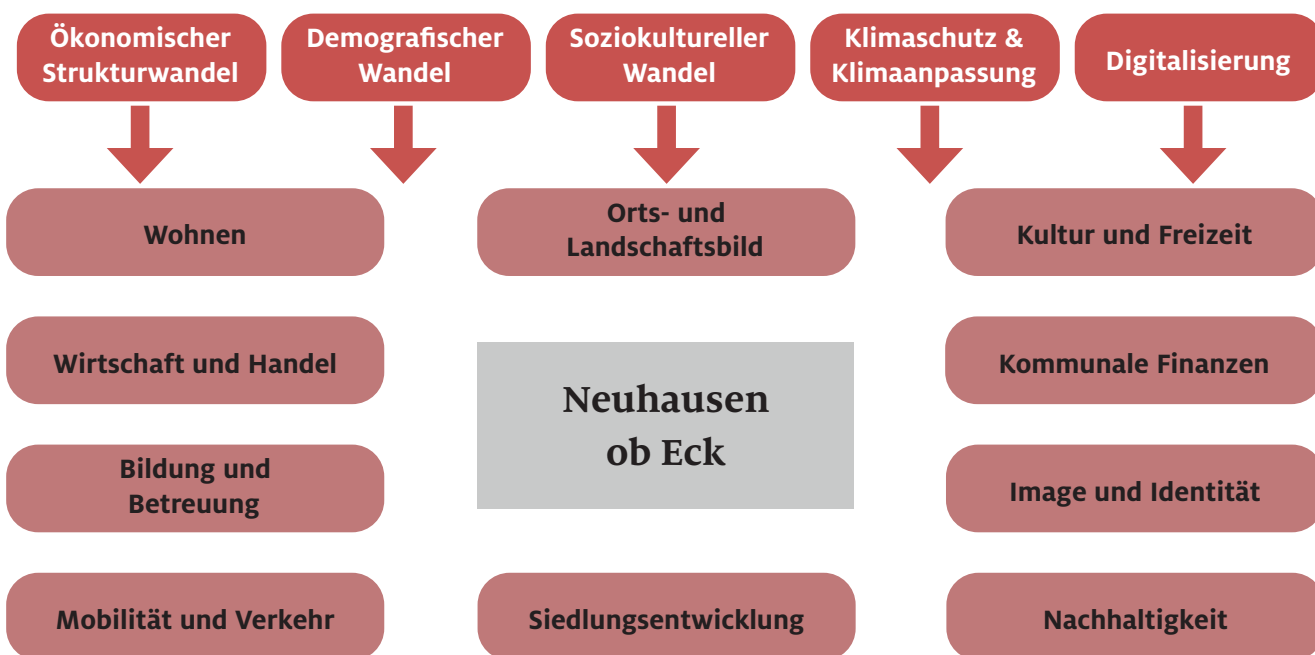 Ökonomischer
Strukturwandel
Demografischer
Wandel
Soziokultureller
Wandel
Klimaschutz &
Klimaanpassung
Digitalisierung
Wohnen
Orts- und
Landschaftsbild
Kultur und Freizeit
Wirtschaft und Handel
Neuhausen
ob Eck
Kommunale Finanzen
Bildung und
Betreuung
Image und Identität
Mobilität und Verkehr
Siedlungsentwicklung
Nachhaltigkeit